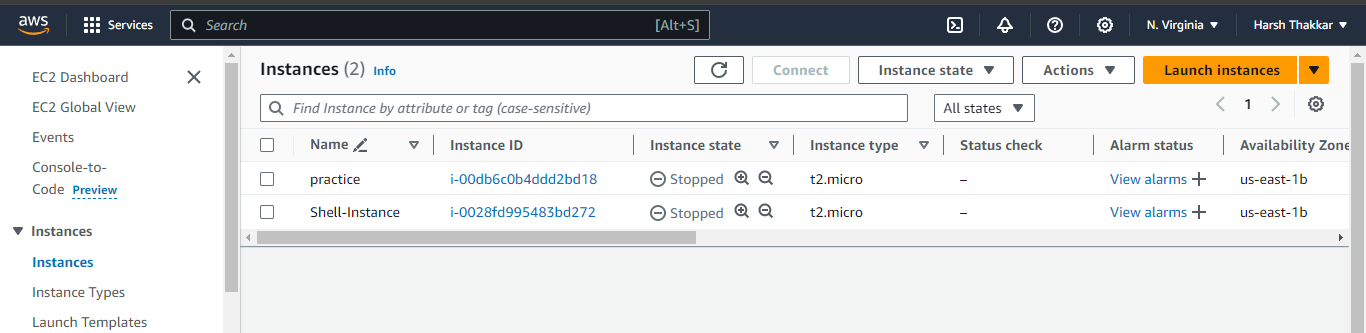 aws Services Search [Alt+S] N. Virginia Harsh Thakkar
EC2 Dashboard
EC2 Global View
Events
Console-to-
Code Preview
Instances
Instances
Instance Types
Launch Templates
Instances (2) Info Connect Instance state Actions Launch instances
Find Instance by attribute or tag (case-sensitive) All states 1
Name Instance ID Instance state Instance type Status check Alarm status Availability Zone
practice i-00db6c0b4ddd2bd18 Stopped t2.micro – View alarms us-east-1b
Shell-Instance i-0028fd995483bd272 Stopped t2.micro – View alarms us-east-1b